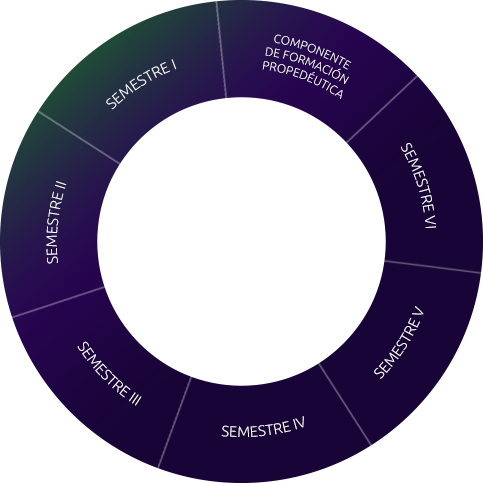 SEMESTRE I
COMPONENTE
DE FORMACIÓN
PROPEDÉUTICA
SEMESTRE II
SEMESTRE VI
SEMESTRE III
SEMESTRE V
SEMESTRE IV